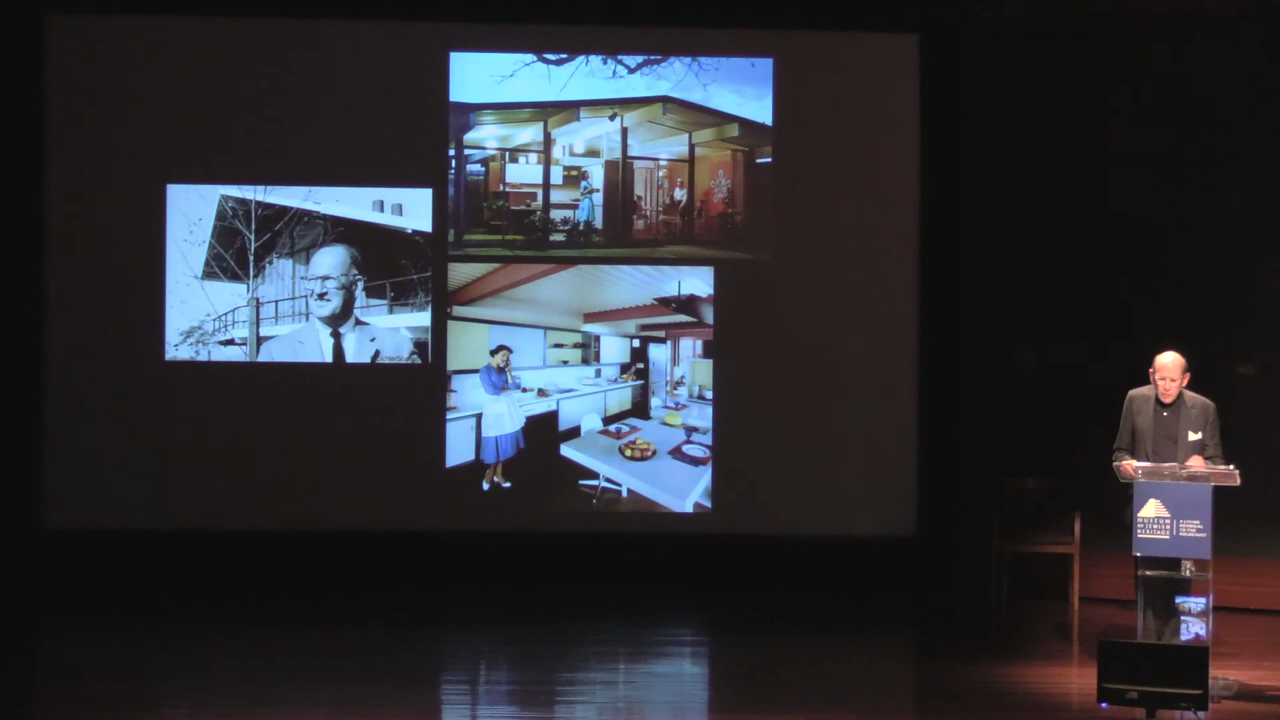 MUSEUM
OF JEWISH
HERITAGE
A LIVING
MEMORIAL
TO THE
HOLOCAUST